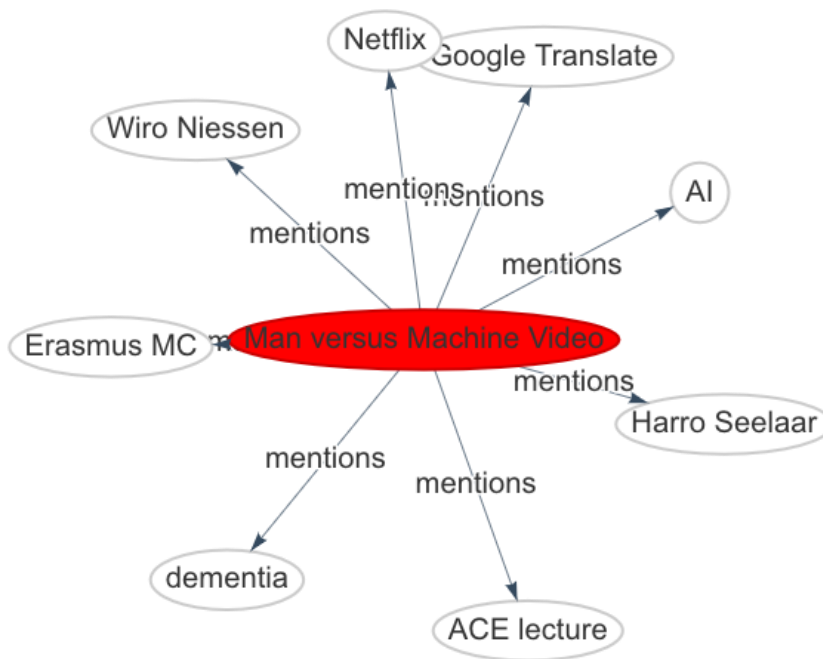 Netflix
Google Translate
Wiro Niessen
AI
mentions
mentions
mentions
mentions
Man versus Machine Video
Erasmus MC
mentions
Harro Seelaar
mentions
mentions
dementia
ACE lecture